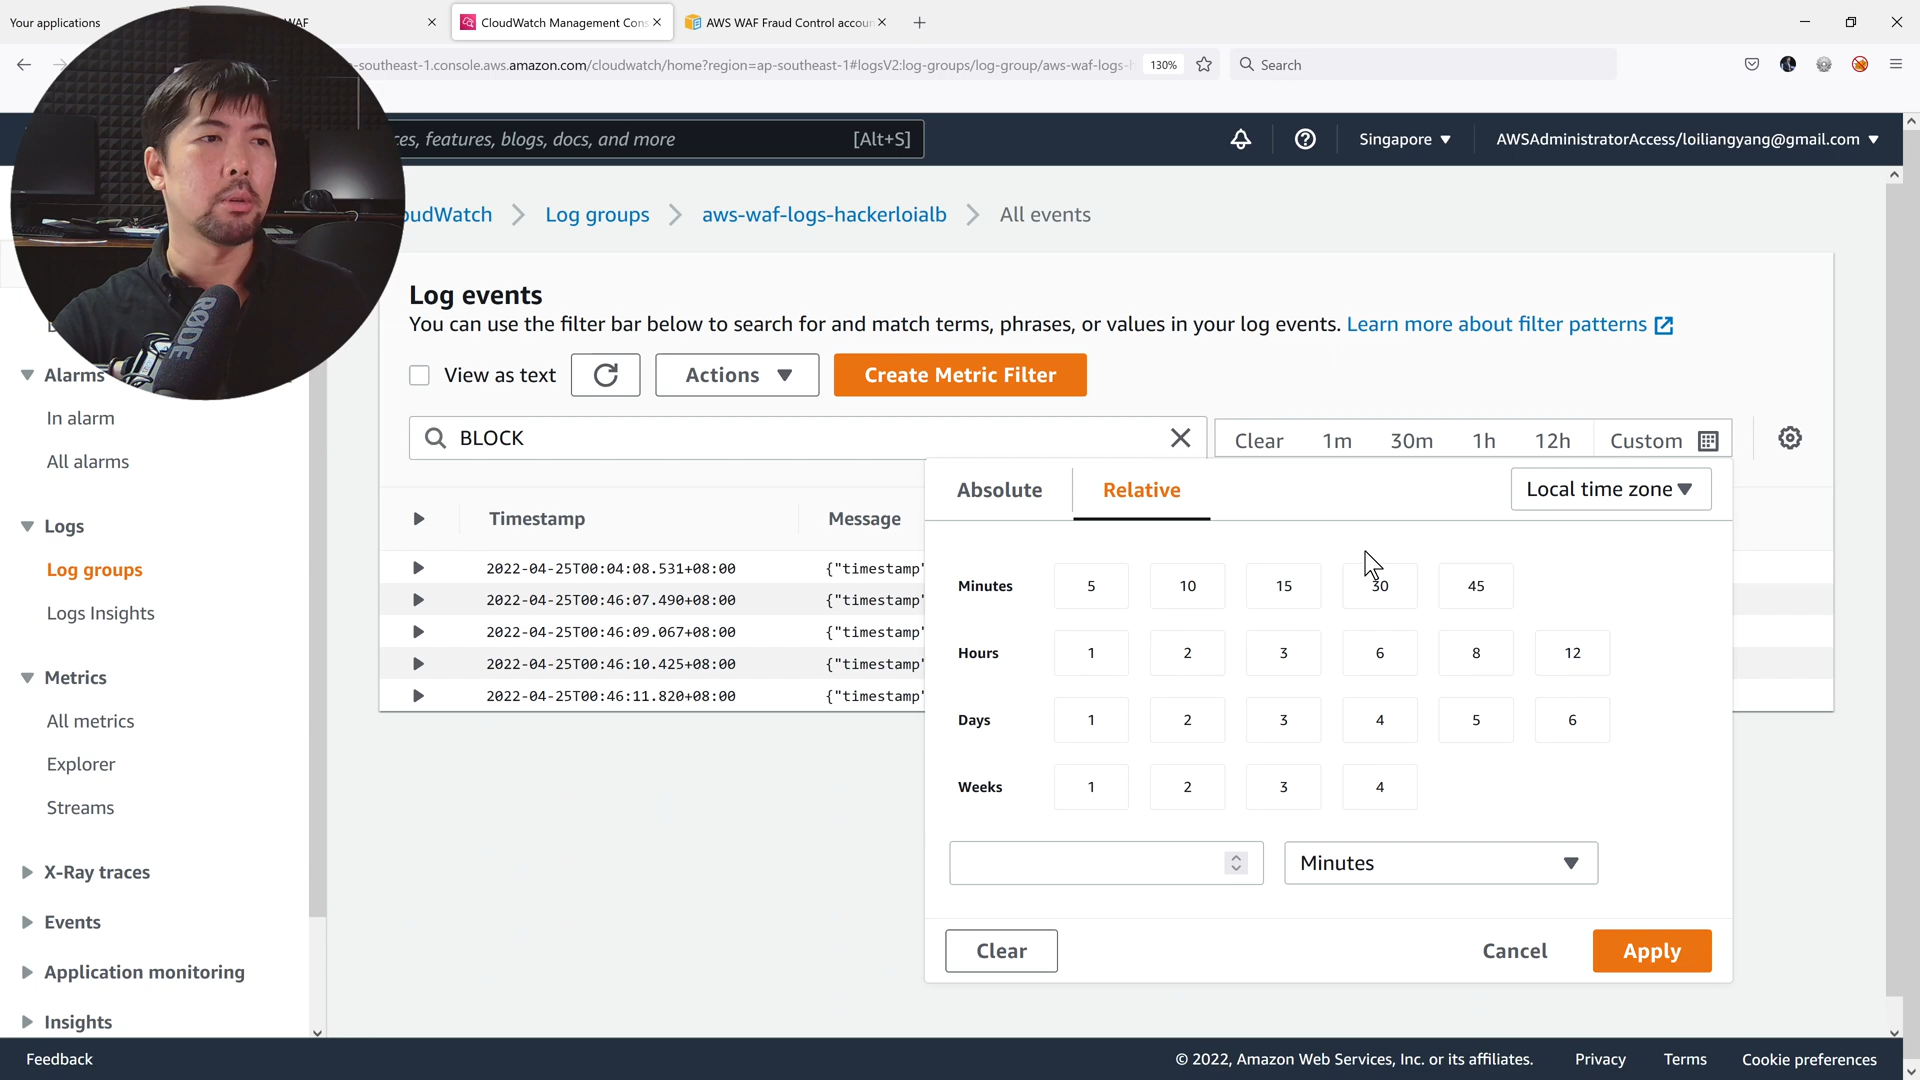 Your applications
WAF
CloudWatch Management Cons
AWS WAF Fraud Control accoun
-southeast-1.console.aws.amazon.com/cloudwatch/home?region=ap-southeast-1#logsV2:log-groups/log-group/aws-waf-logs-h
130%
Search
ces, features, blogs, docs, and more
[Alt+S]
Singapore
AWSAdministratorAccess/loiliangyang@gmail.com
oudWatch
Log groups
aws-waf-logs-hackerloialb
All events
Log events
You can use the filter bar below to search for and match terms, phrases, or values in your log events. Learn more about filter patterns
View as text
Actions
Create Metric Filter
BLOCK
Clear
1m
30m
1h
12h
Custom
Absolute
Relative
Local time zone
Timestamp
Message
2022-04-25T00:04:08.531+08:00 {"timestamp"
2022-04-25T00:46:07.490+08:00 {"timestamp"
2022-04-25T00:46:09.067+08:00 {"timestamp"
2022-04-25T00:46:10.425+08:00 {"timestamp"
2022-04-25T00:46:11.820+08:00 {"timestamp"
Minutes 5 10 15 30 45
Hours 1 2 3 6 8 12
Days 1 2 3 4 5 6
Weeks 1 2 3 4
Minutes
Clear
Cancel
Apply
Alarms
In alarm
All alarms
Logs
Log groups
Logs Insights
Metrics
All metrics
Explorer
Streams
X-Ray traces
Events
Application monitoring
Insights
RØDE
Feedback
© 2022, Amazon Web Services, Inc. or its affiliates.
Privacy
Terms
Cookie preferences